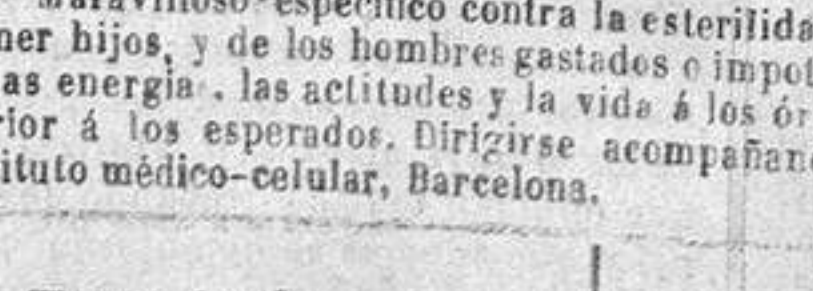 Maravilloso específico contra la esterilida
ner hijos, y de los hombres gastados o impot
as energia , las actitudes y la vida á los ór
rior á los esperados. Dirigirse acompañan
ituto médico-celular, Barcelona.